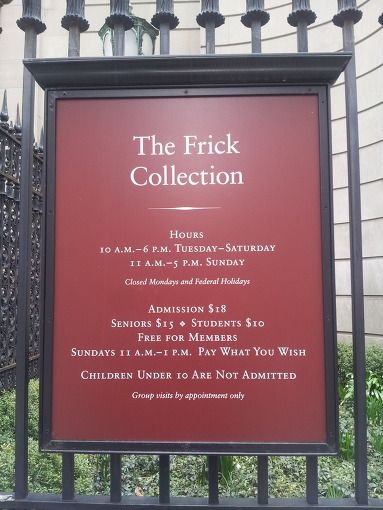 The Frick
Collection
Hours
10 a.m.–6 p.m. Tuesday–Saturday
11 a.m.–5 p.m. Sunday
Closed Mondays and Federal Holidays
Admission $18
Seniors $15 ◆ Students $10
Free for Members
Sundays 11 a.m.–1 p.m. Pay What You Wish
Children Under 10 Are Not Admitted
Group visits by appointment only